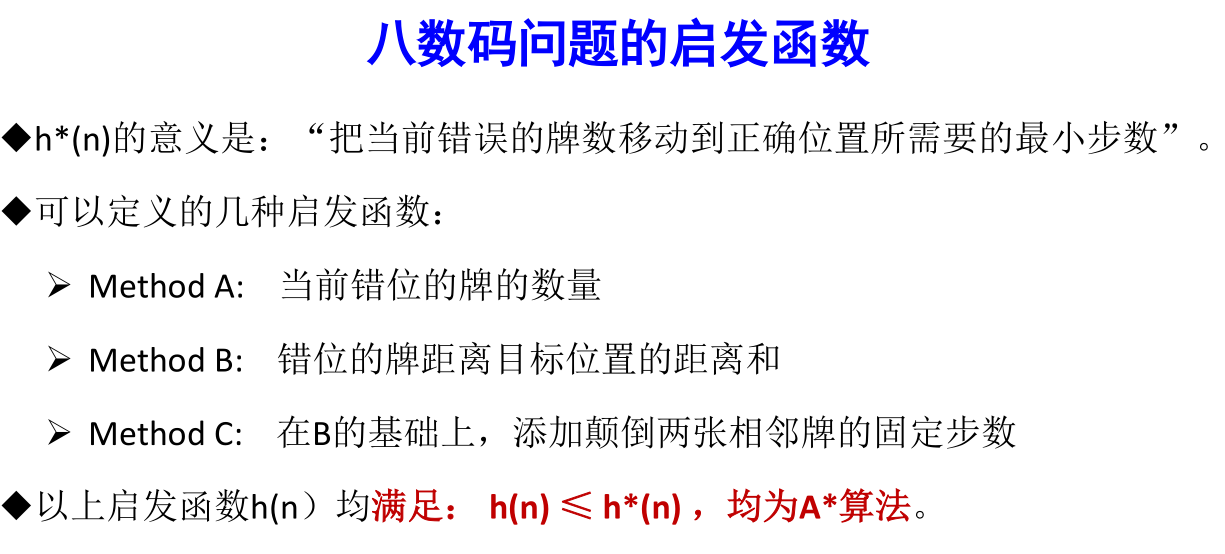 八数码问题的启发函数
◆h*(n)的意义是：“把当前错误的牌数移动到正确位置所需要的最小步数”。
◆可以定义的几种启发函数：
➢ Method A: 当前错位的牌的数量
➢ Method B: 错位的牌距离目标位置的距离和
➢ Method C: 在B的基础上，添加颠倒两张相邻牌的固定步数
◆以上启发函数h(n）均满足： h(n) ≤ h*(n) ，均为A*算法。